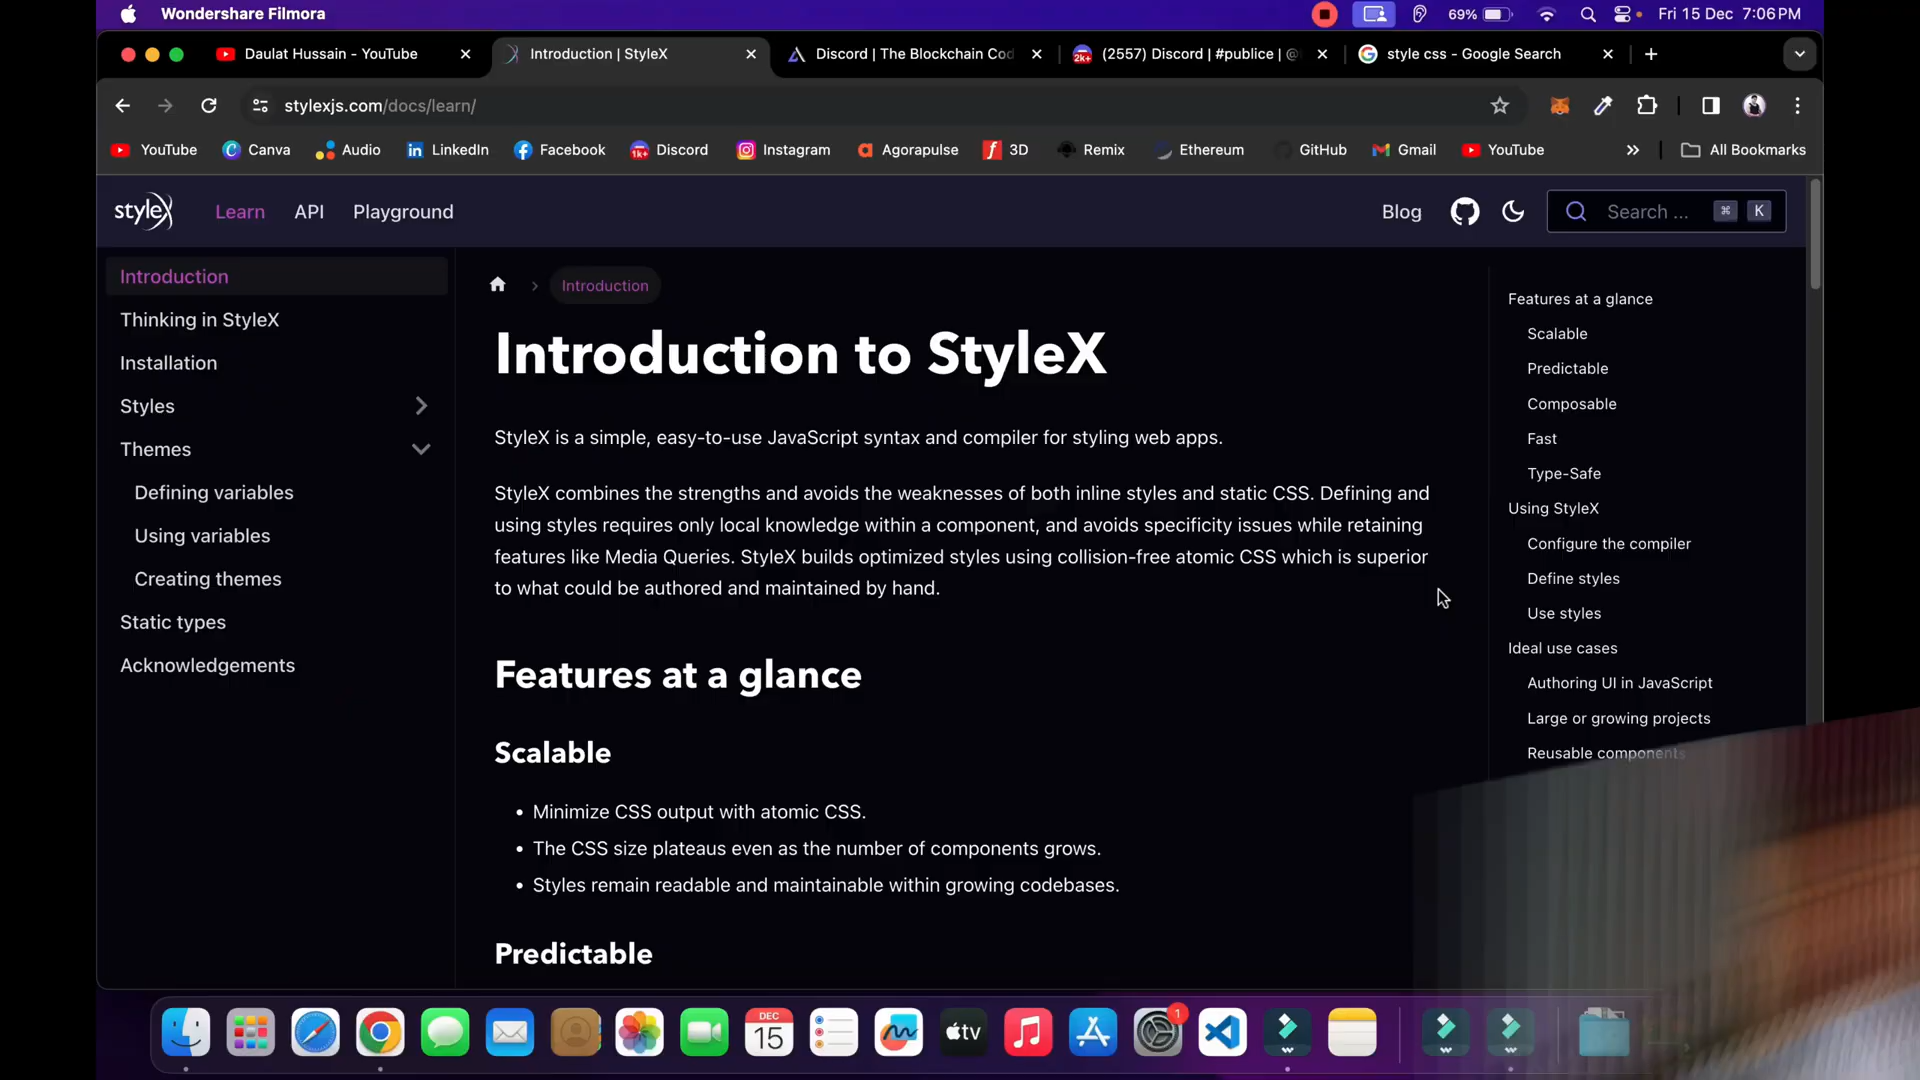 Wondershare Filmora
69%
Fri 15 Dec 7:06 PM
Daulat Hussain - YouTube
Introduction | StyleX
Discord | The Blockchain Cod
(2557) Discord | #publice | @
style css - Google Search
stylexjs.com/docs/learn/
YouTube
Canva
Audio
LinkedIn
Facebook
1k+
Discord
Instagram
Agorapulse
3D
Remix
Ethereum
GitHub
Gmail
YouTube
All Bookmarks
styleX
Learn
API
Playground
Blog
Search ...
⌘
K
Introduction
Thinking in StyleX
Installation
Styles
Themes
Defining variables
Using variables
Creating themes
Static types
Acknowledgements
Introduction
Introduction to StyleX
StyleX is a simple, easy-to-use JavaScript syntax and compiler for styling web apps.
StyleX combines the strengths and avoids the weaknesses of both inline styles and static CSS. Defining and
using styles requires only local knowledge within a component, and avoids specificity issues while retaining
features like Media Queries. StyleX builds optimized styles using collision-free atomic CSS which is superior
to what could be authored and maintained by hand.
Features at a glance
Scalable
• Minimize CSS output with atomic CSS.
• The CSS size plateaus even as the number of components grows.
• Styles remain readable and maintainable within growing codebases.
Predictable
Features at a glance
Scalable
Predictable
Composable
Fast
Type-Safe
Using StyleX
Configure the compiler
Define styles
Use styles
Ideal use cases
Authoring UI in JavaScript
Large or growing projects
Reusable components
DEC
15
tv
1